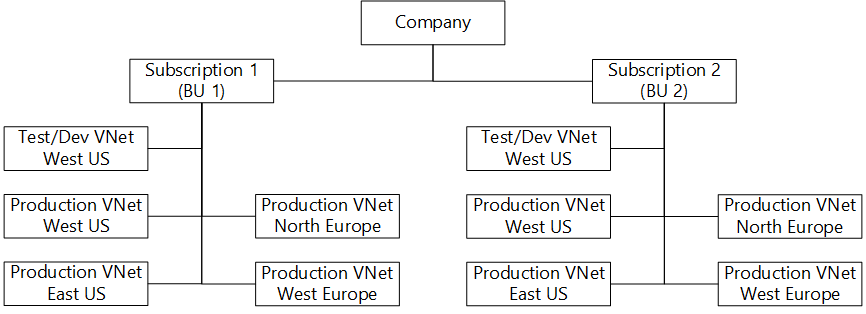 Company
Subscription 1
(BU 1)
Subscription 2
(BU 2)
Test/Dev VNet
West US
Test/Dev VNet
West US
Production VNet
West US
Production VNet
North Europe
Production VNet
West US
Production VNet
North Europe
Production VNet
East US
Production VNet
West Europe
Production VNet
East US
Production VNet
West Europe